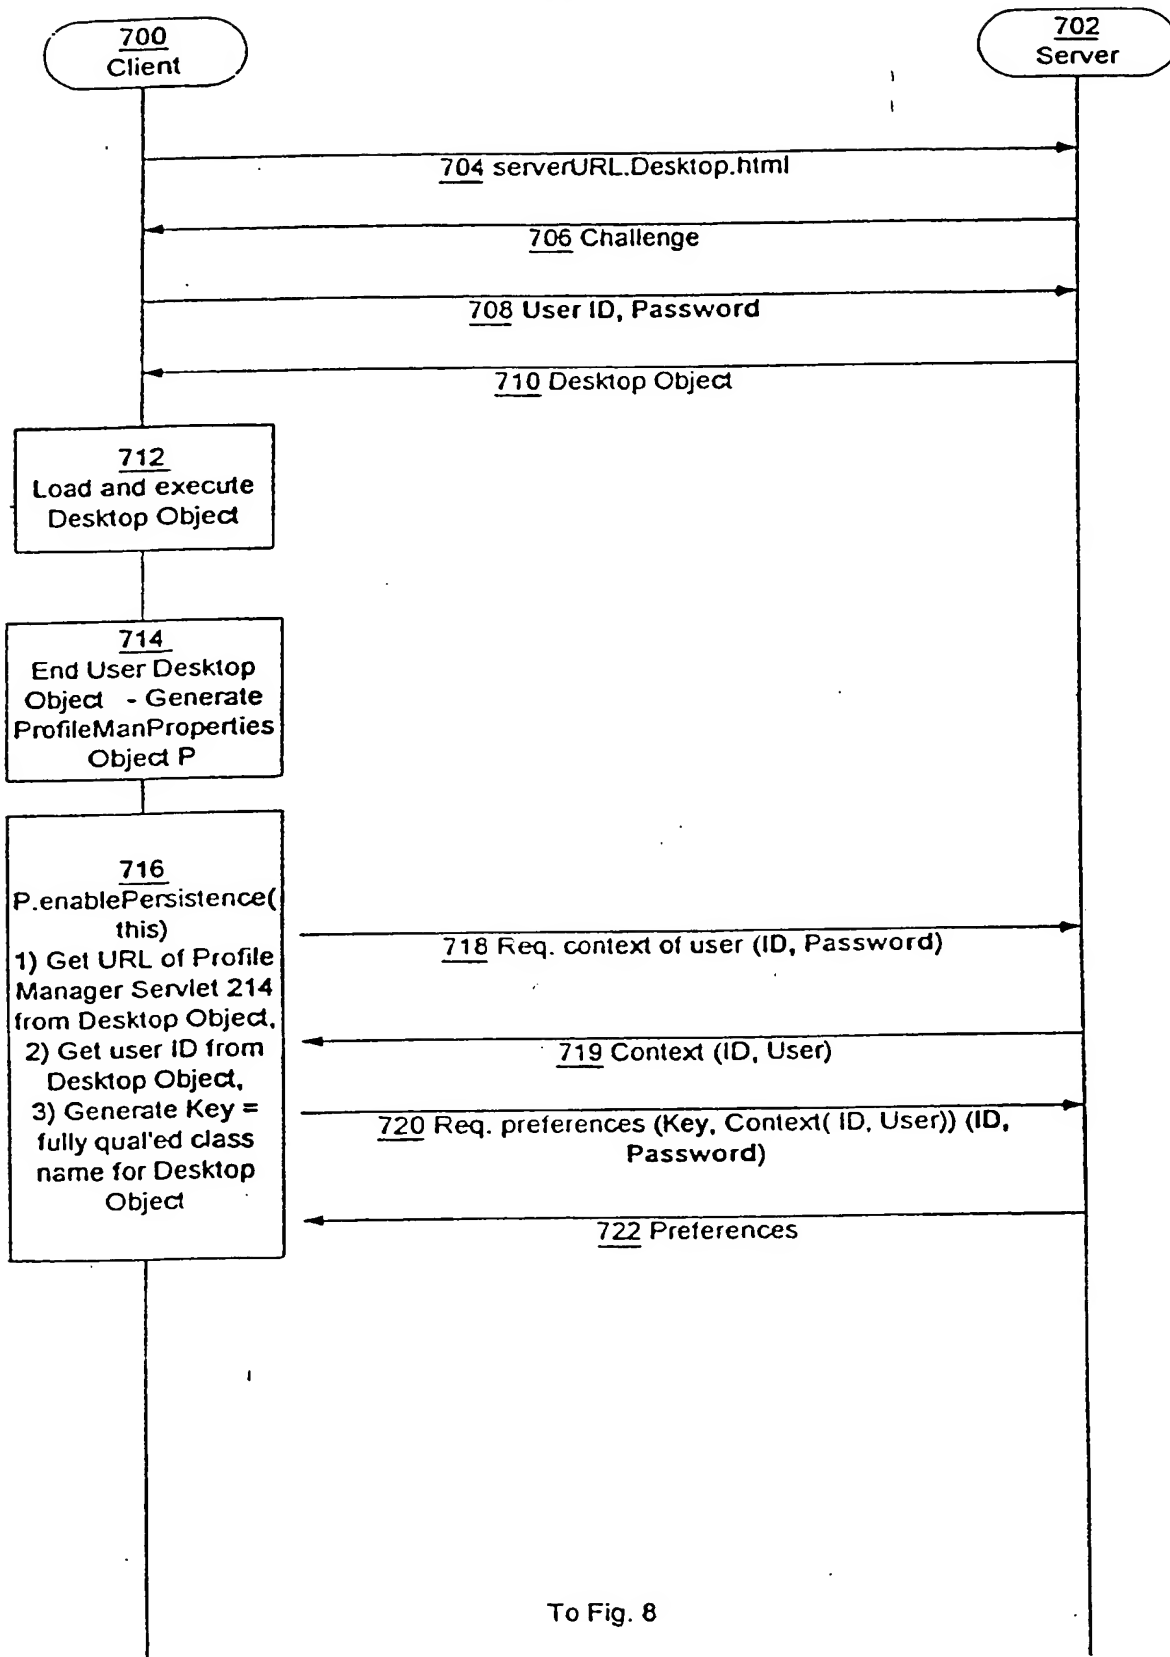 700
Client
702
Server
704 serverURL.Desktop.html
706 Challenge
708 User ID, Password
710 Desktop Object
712
Load and execute
Desktop Object
714
End User Desktop
Object - Generate
ProfileManProperties
Object P
716
P.enablePersistence(
this)
1) Get URL of Profile
Manager Servlet 214
from Desktop Object,
2) Get user ID from
Desktop Object,
3) Generate Key =
fully qual'ed class
name for Desktop
Object
718 Req. context of user (ID, Password)
719 Context (ID, User)
720 Req. preferences (Key, Context( ID, User)) (ID,
Password)
722 Preferences
To Fig. 8